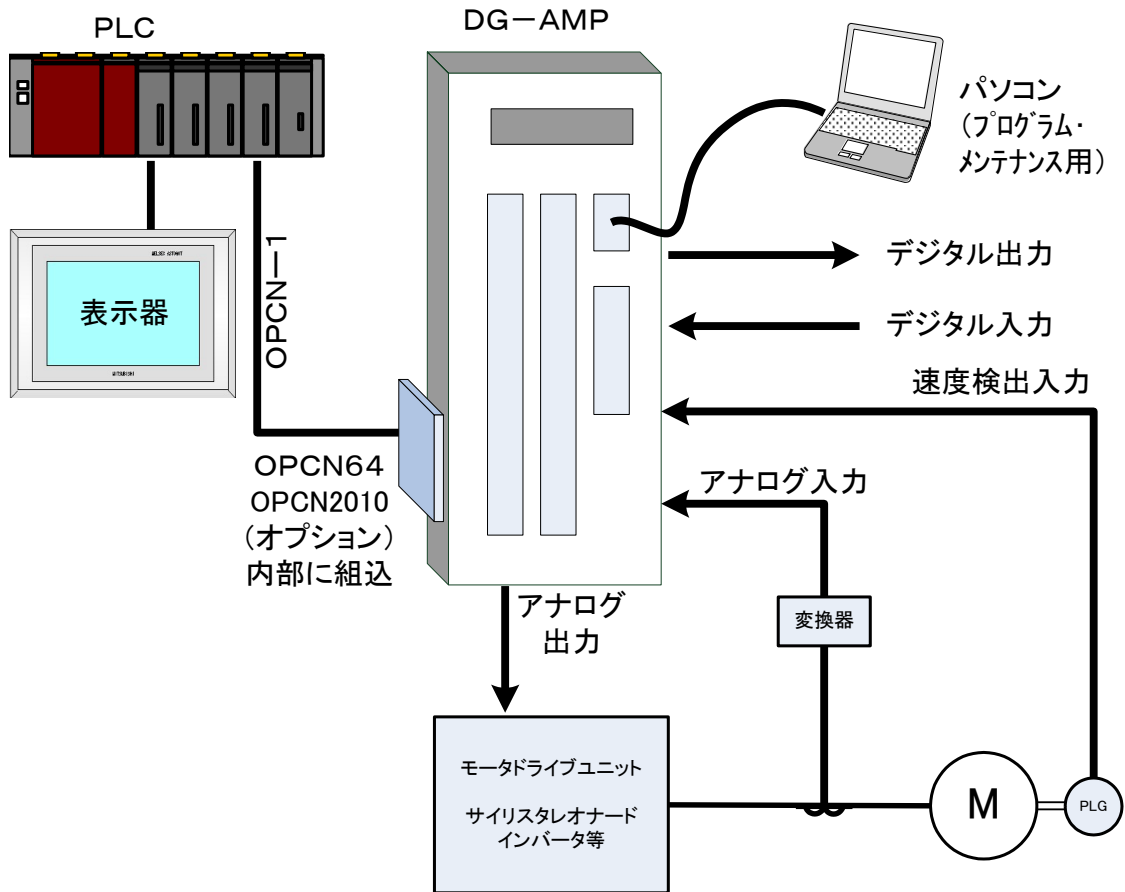 PLC
DG－AMP
パソコン
（プログラム・
メンテナンス用）
デジタル出力
デジタル入力
速度検出入力
アナログ入力
表示器
MITSUBISHI
OPCN－1
OPCN64
OPCN2010
（オプション）
内部に組込
アナログ
出力
変換器
モータドライブユニット
サイリスタレオナード
インバータ等
M
PLG